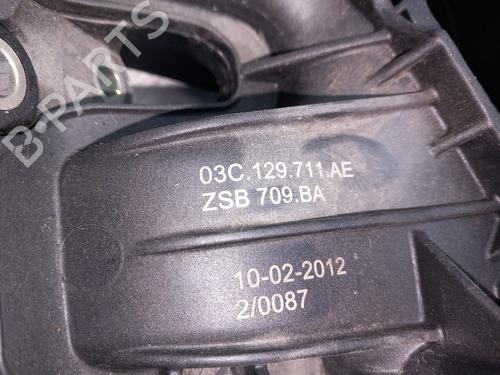 B-PARTS
03C.129.711.AE
ZSB 709.BA
10-02-2012
2/0087